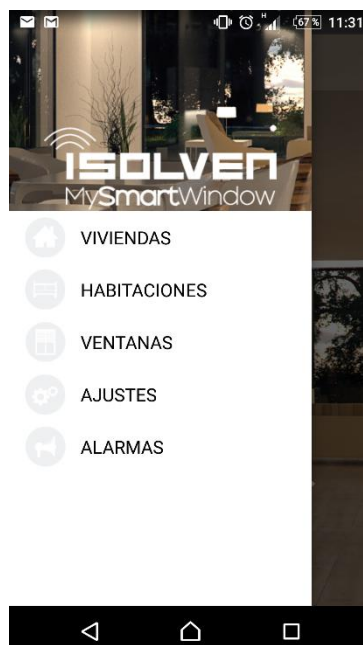 H
67% 11:31
ISOLVEN
MySmartWindow
VIVIENDAS
HABITACIONES
VENTANAS
AJUSTES
ALARMAS